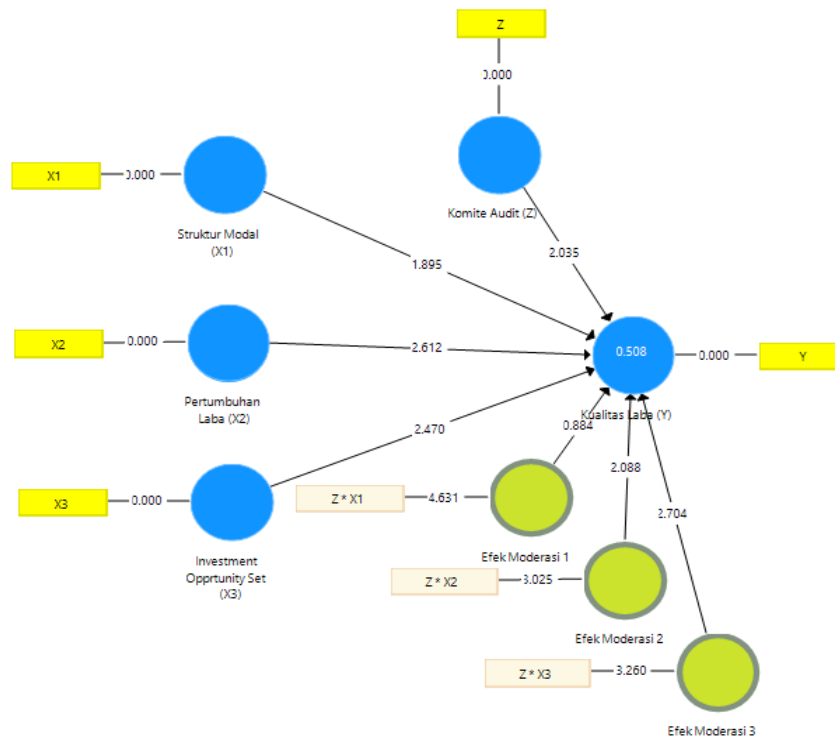 Z
0.000
X1
0.000
Struktur Modal
(X1)
Komite Audit (Z)
2.035
1.895
X2
0.000
Pertumbuhan
Laba (X2)
2.612
0.508
0.000
Y
Kualitas Laba (Y)
2.470
0.884
X3
0.000
Investment
Opprtunity Set
(X3)
Z * X1
4.631
Efek Moderasi 1
2.088
2.704
Z * X2
3.025
Efek Moderasi 2
Z * X3
3.260
Efek Moderasi 3